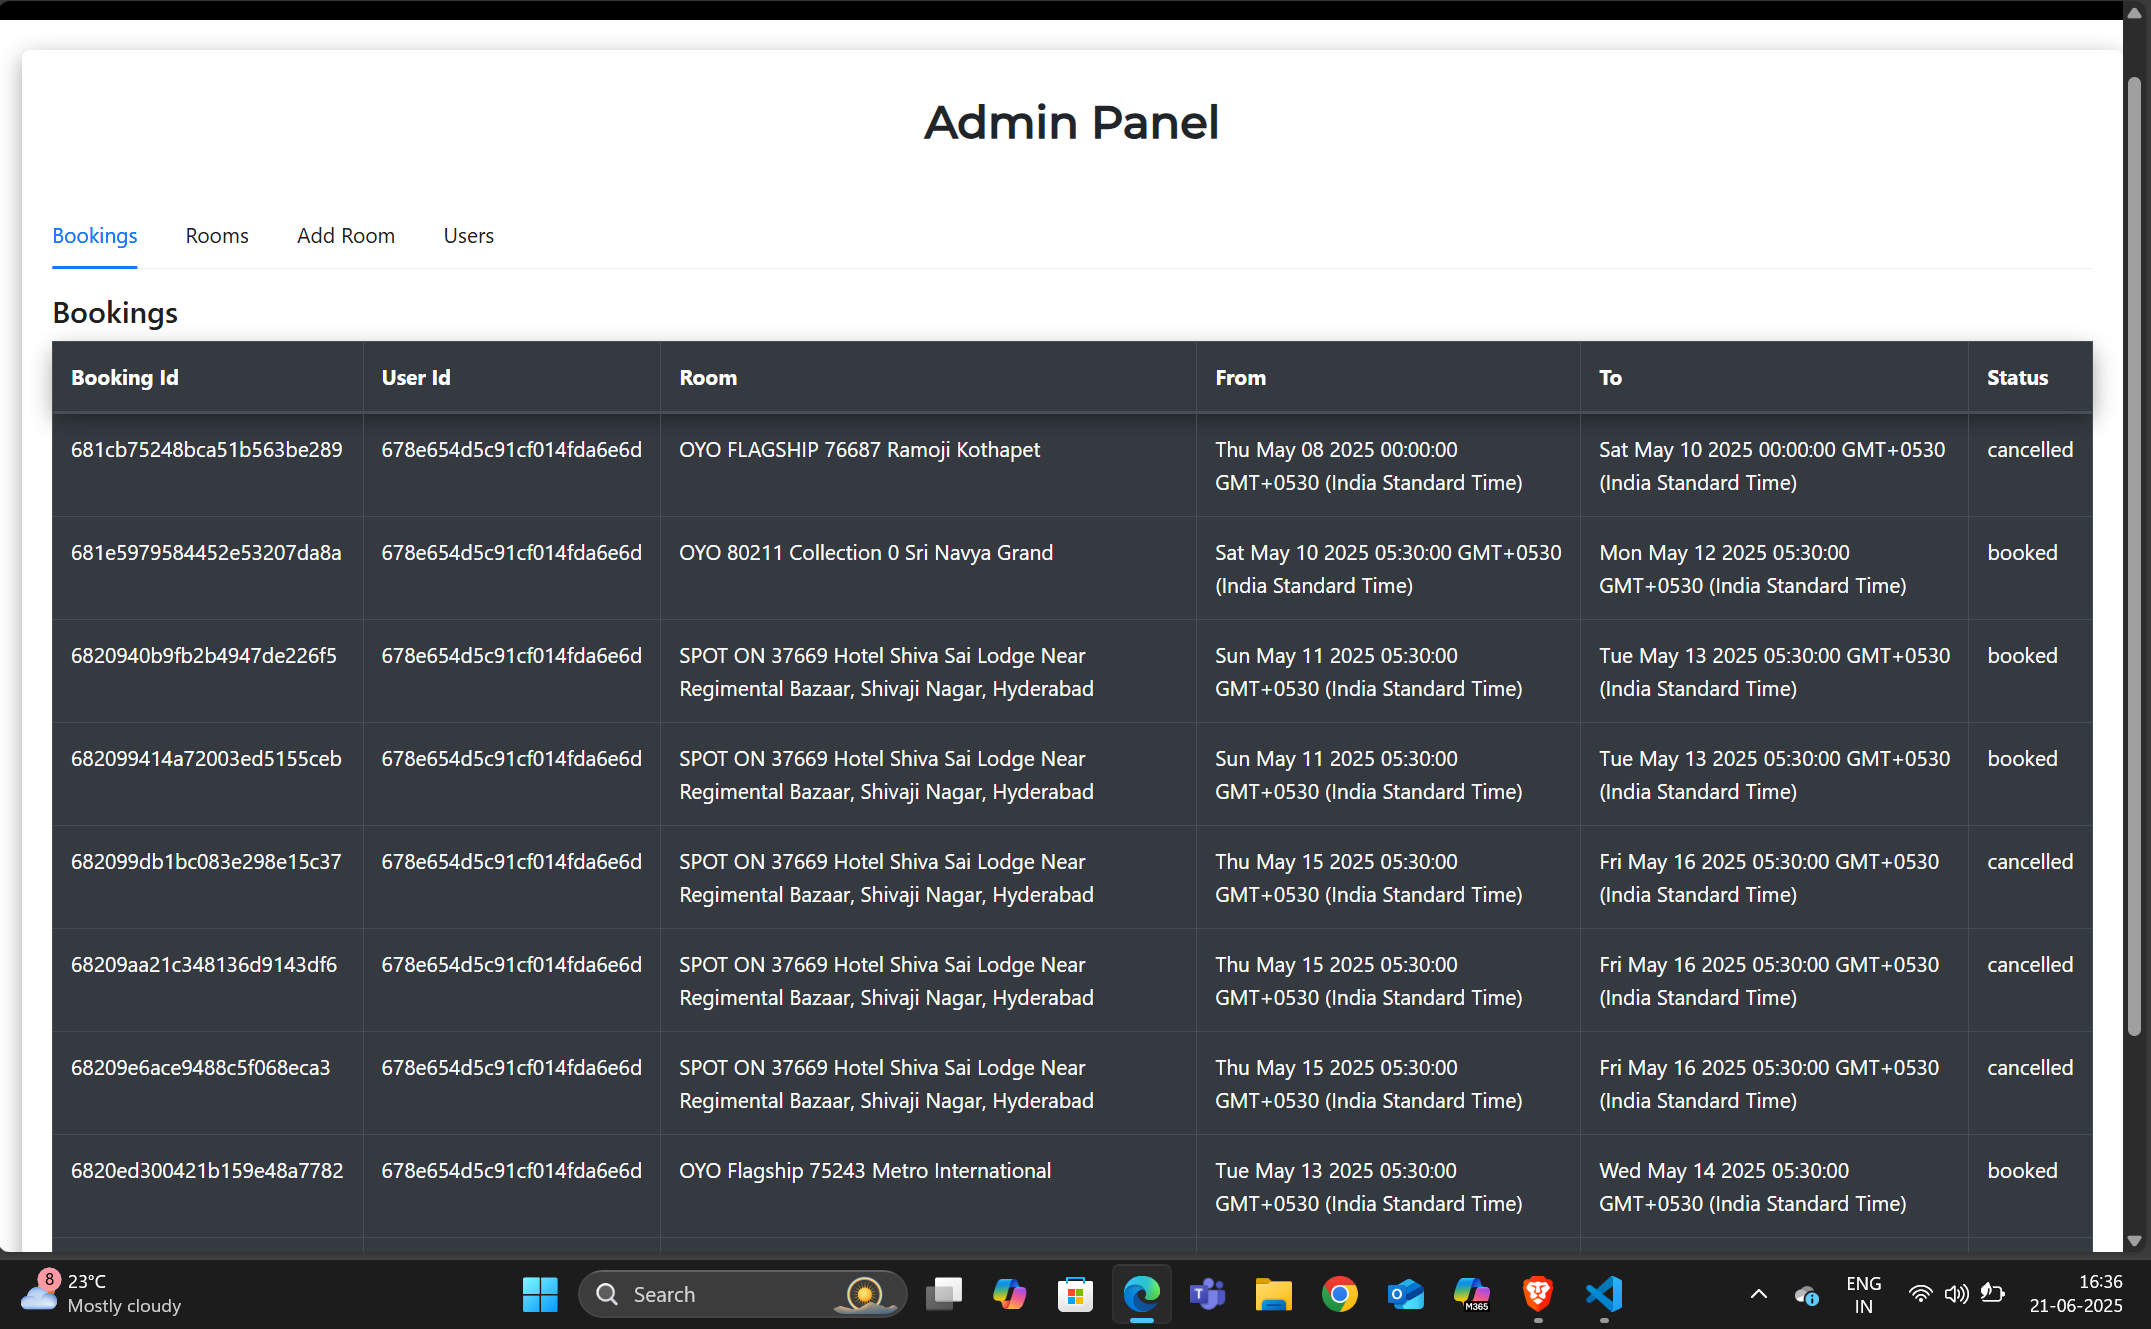 Admin Panel
Bookings Rooms Add Room Users
Bookings
Booking Id User Id Room From To Status
681cb75248bca51b563be289 678e654d5c91cf014fda6e6d OYO FLAGSHIP 76687 Ramoji Kothapet Thu May 08 2025 00:00:00 Sat May 10 2025 00:00:00 GMT+0530 cancelled
GMT+0530 (India Standard Time) (India Standard Time)
681e5979584452e53207da8a 678e654d5c91cf014fda6e6d OYO 80211 Collection 0 Sri Navya Grand Sat May 10 2025 05:30:00 GMT+0530 Mon May 12 2025 05:30:00 booked
(India Standard Time) GMT+0530 (India Standard Time)
6820940b9fb2b4947de226f5 678e654d5c91cf014fda6e6d SPOT ON 37669 Hotel Shiva Sai Lodge Near Sun May 11 2025 05:30:00 Tue May 13 2025 05:30:00 GMT+0530 booked
Regimental Bazaar, Shivaji Nagar, Hyderabad GMT+0530 (India Standard Time) (India Standard Time)
682099414a72003ed5155ceb 678e654d5c91cf014fda6e6d SPOT ON 37669 Hotel Shiva Sai Lodge Near Sun May 11 2025 05:30:00 Tue May 13 2025 05:30:00 GMT+0530 booked
Regimental Bazaar, Shivaji Nagar, Hyderabad GMT+0530 (India Standard Time) (India Standard Time)
682099db1bc083e298e15c37 678e654d5c91cf014fda6e6d SPOT ON 37669 Hotel Shiva Sai Lodge Near Thu May 15 2025 05:30:00 Fri May 16 2025 05:30:00 GMT+0530 cancelled
Regimental Bazaar, Shivaji Nagar, Hyderabad GMT+0530 (India Standard Time) (India Standard Time)
68209aa21c348136d9143df6 678e654d5c91cf014fda6e6d SPOT ON 37669 Hotel Shiva Sai Lodge Near Thu May 15 2025 05:30:00 Fri May 16 2025 05:30:00 GMT+0530 cancelled
Regimental Bazaar, Shivaji Nagar, Hyderabad GMT+0530 (India Standard Time) (India Standard Time)
68209e6ace9488c5f068eca3 678e654d5c91cf014fda6e6d SPOT ON 37669 Hotel Shiva Sai Lodge Near Thu May 15 2025 05:30:00 Fri May 16 2025 05:30:00 GMT+0530 cancelled
Regimental Bazaar, Shivaji Nagar, Hyderabad GMT+0530 (India Standard Time) (India Standard Time)
6820ed300421b159e48a7782 678e654d5c91cf014fda6e6d OYO Flagship 75243 Metro International Tue May 13 2025 05:30:00 Wed May 14 2025 05:30:00 booked
GMT+0530 (India Standard Time) GMT+0530 (India Standard Time)
8 23°C
Mostly cloudy
Search
M365
ENG
IN
16:36
21-06-2025